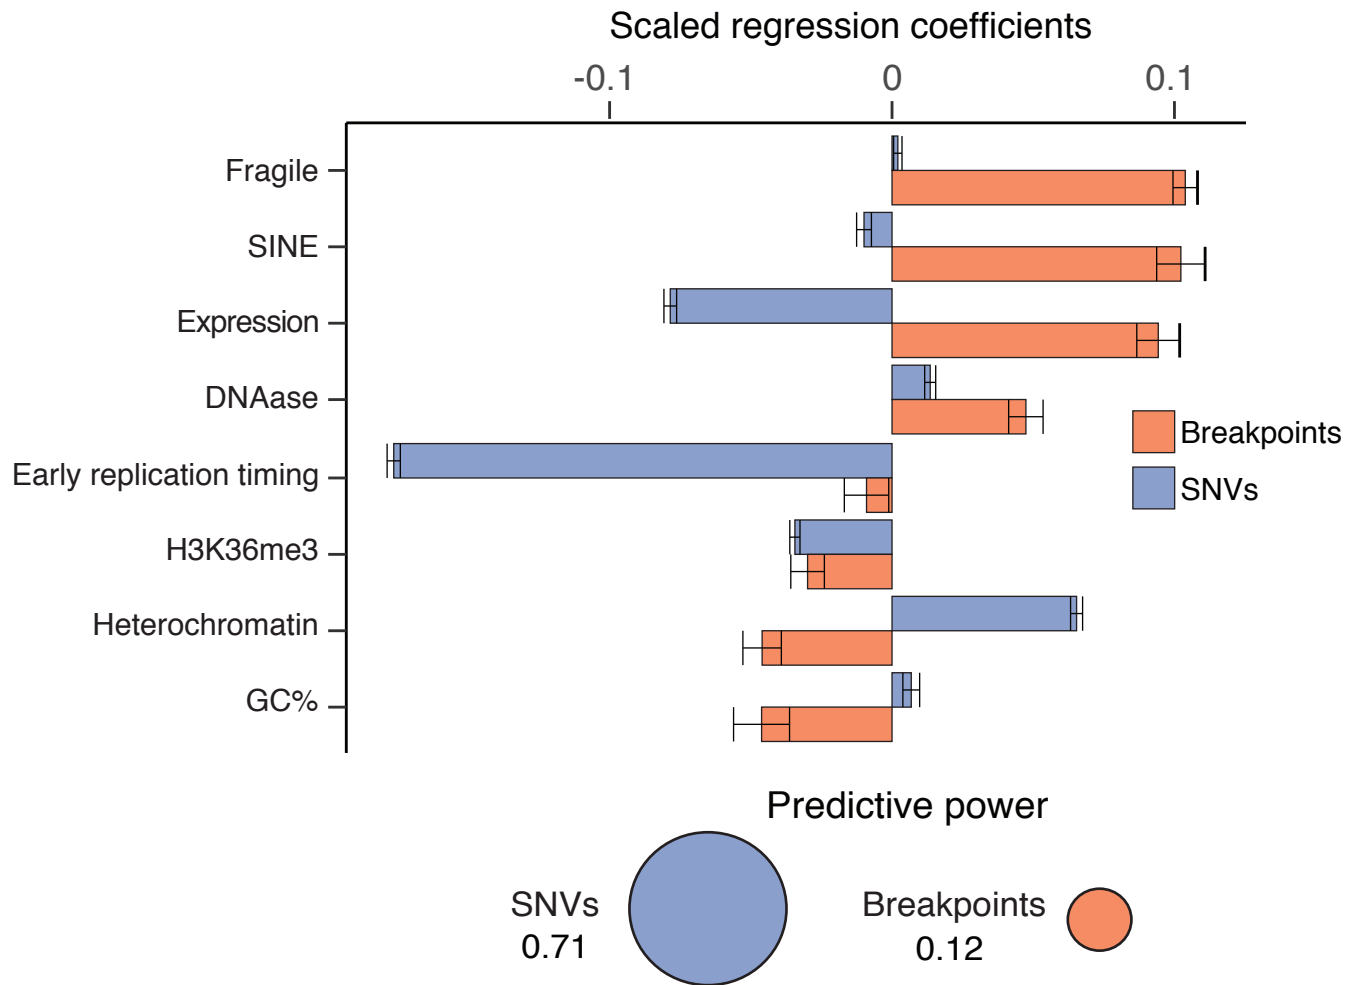 Scaled regression coefficients
-0.1 0 0.1
Fragile
SINE
Expression
DNAase
Early replication timing
H3K36me3
Heterochromatin
GC%
Breakpoints
SNVs
Predictive power
SNVs
0.71
Breakpoints
0.12